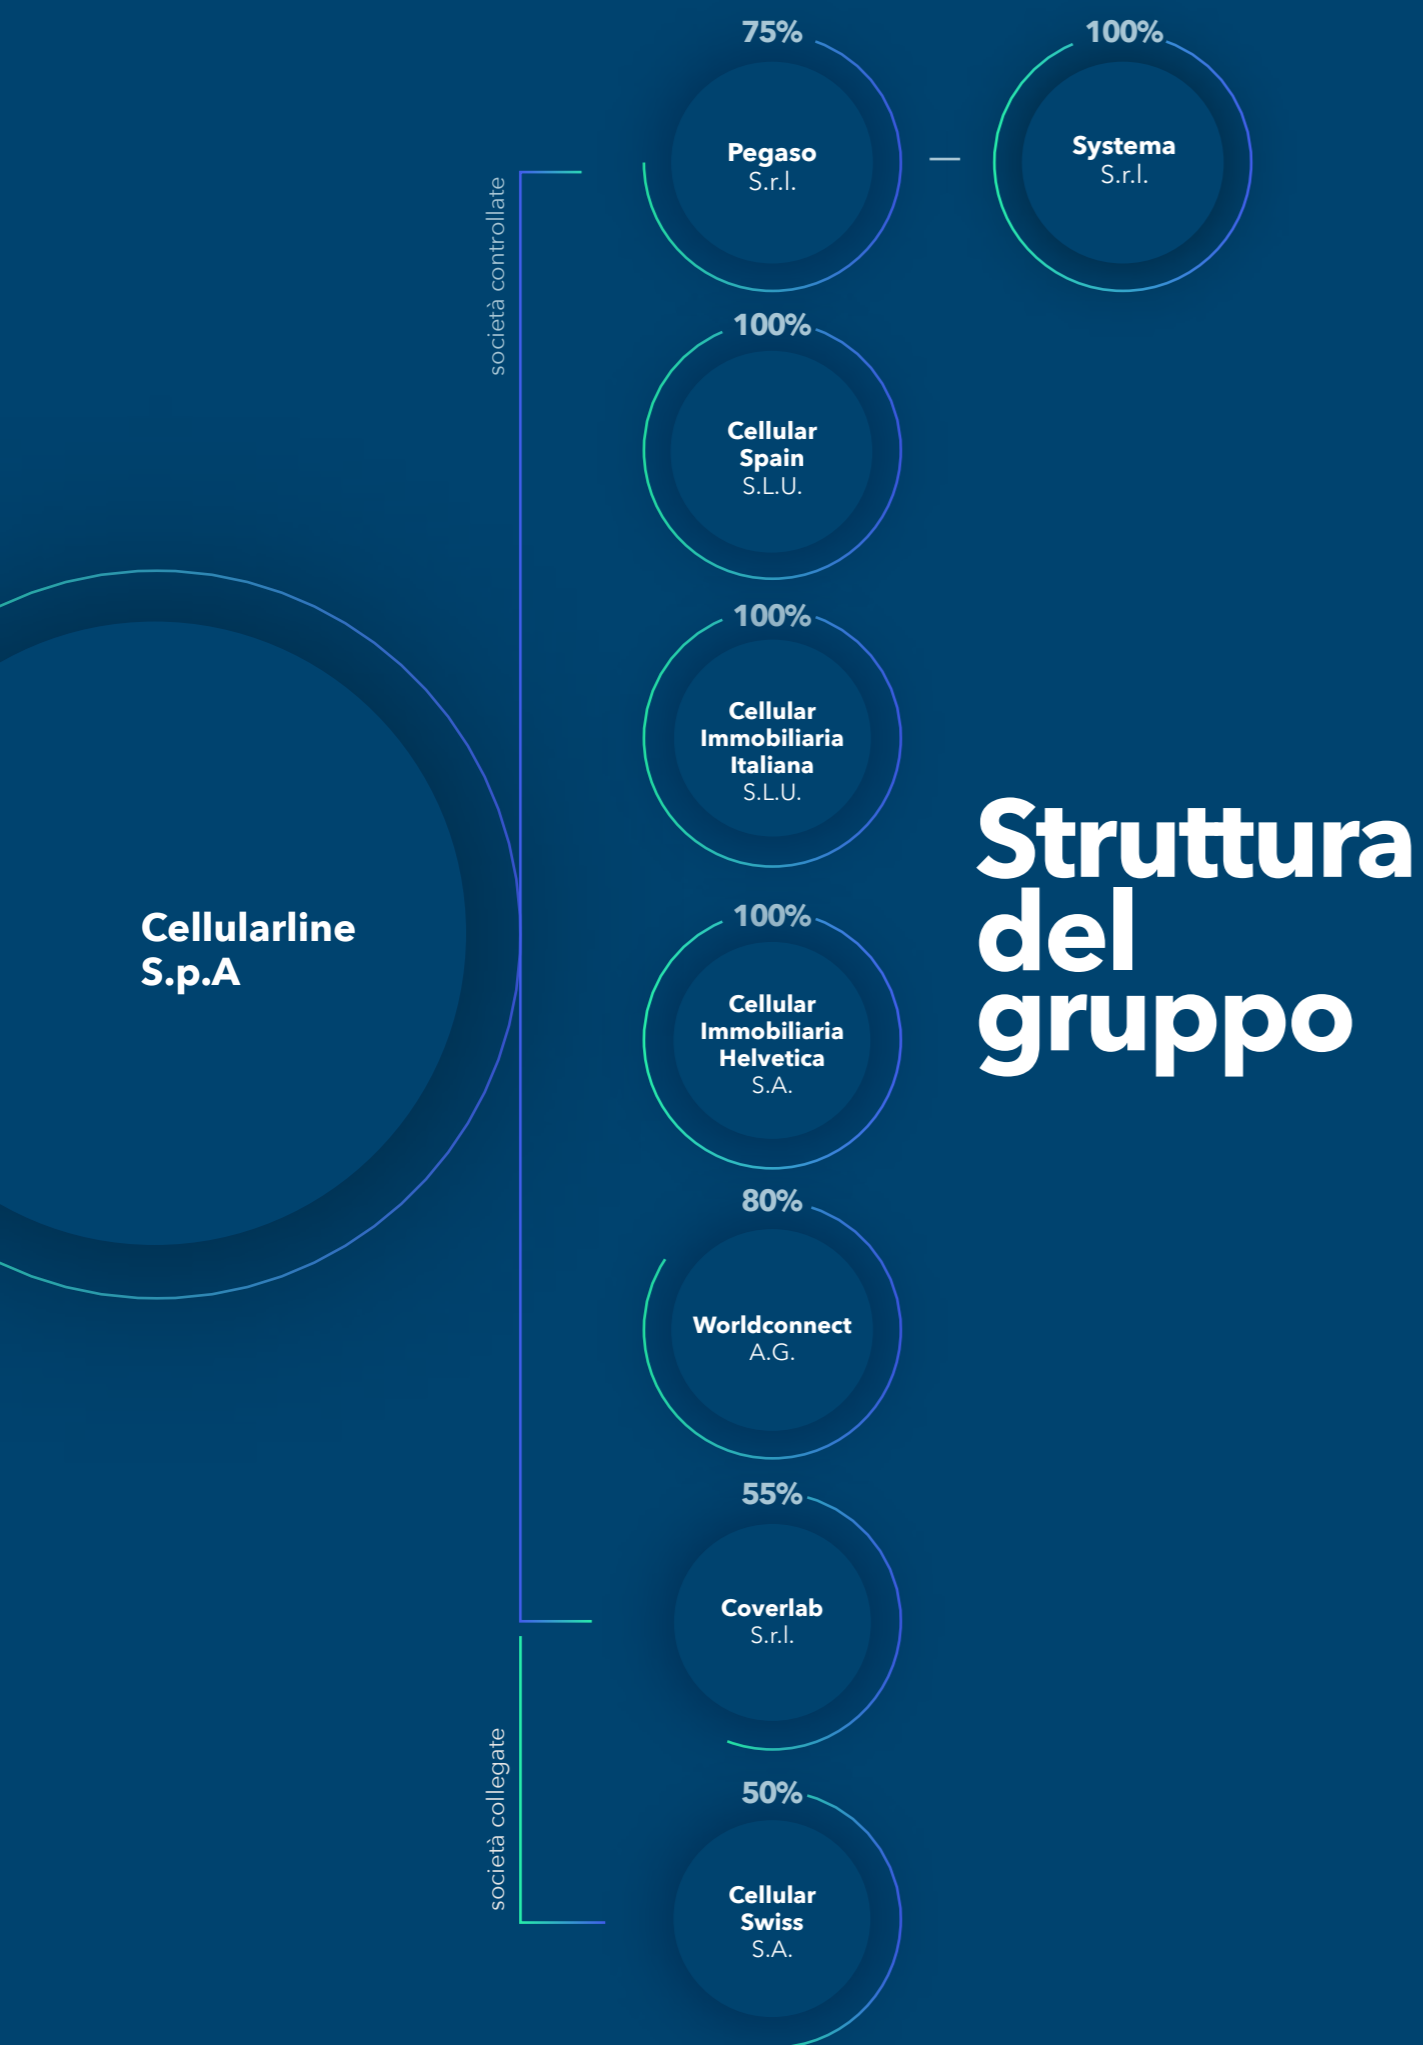 Cellularline
S.p.A
società controllate
75%
Pegaso
S.r.l.
100%
Systema
S.r.l.
100%
Cellular
Spain
S.L.U.
100%
Cellular
Immobiliaria
Italiana
S.L.U.
100%
Cellular
Immobiliaria
Helvetica
S.A.
80%
Worldconnect
A.G.
55%
Coverlab
S.r.l.
società collegate
50%
Cellular
Swiss
S.A.
Struttura
del
gruppo